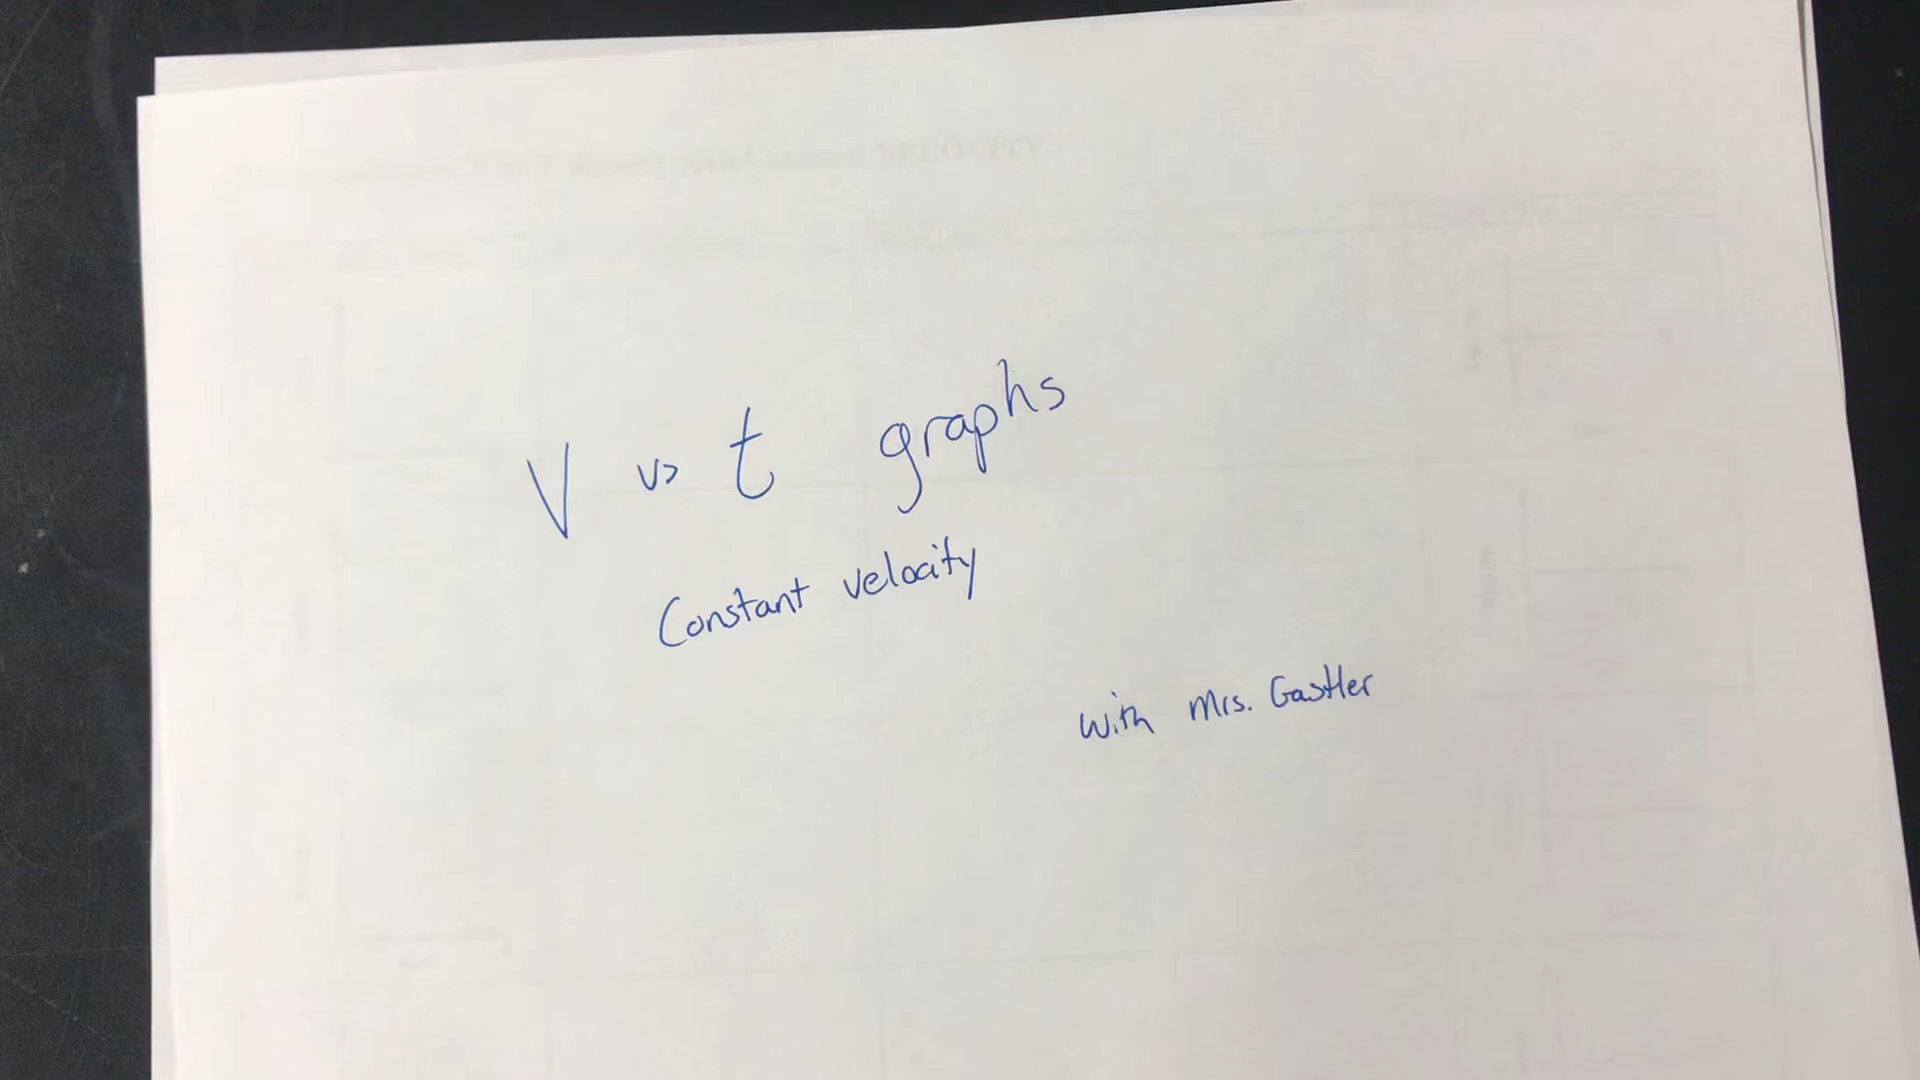 V vs t graphs
Constant velocity
with Mrs. Gastler